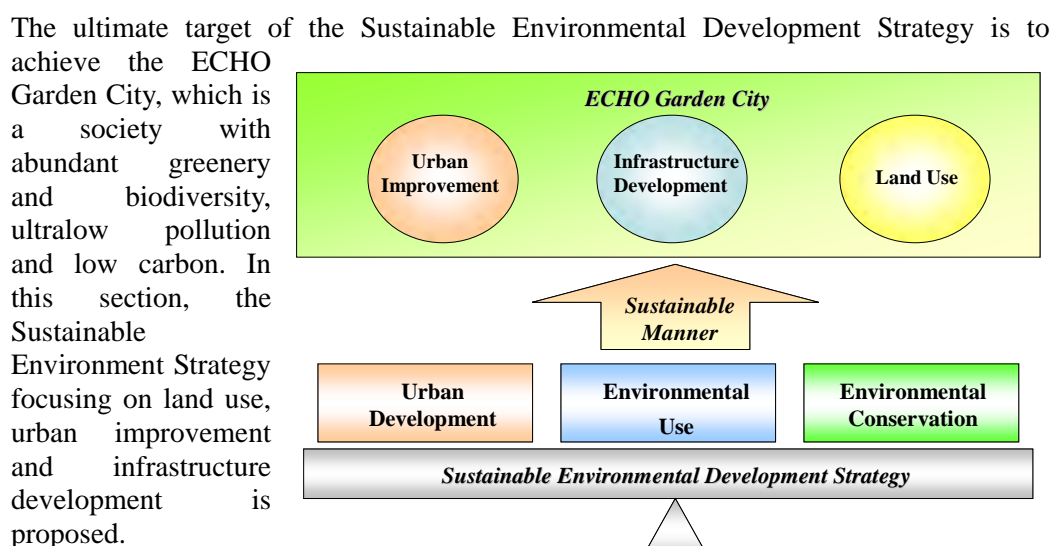 The ultimate target of the Sustainable Environmental Development Strategy is to
achieve the ECHO
Garden City, which is
a society with
abundant greenery
and biodiversity,
ultralow pollution
and low carbon. In
this section, the
Sustainable
Environment Strategy
focusing on land use,
urban improvement
and infrastructure
development is
proposed.
ECHO Garden City
Urban
Improvement
Infrastructure
Development
Land Use
Sustainable
Manner
Urban
Development
Environmental
Use
Environmental
Conservation
Sustainable Environmental Development Strategy